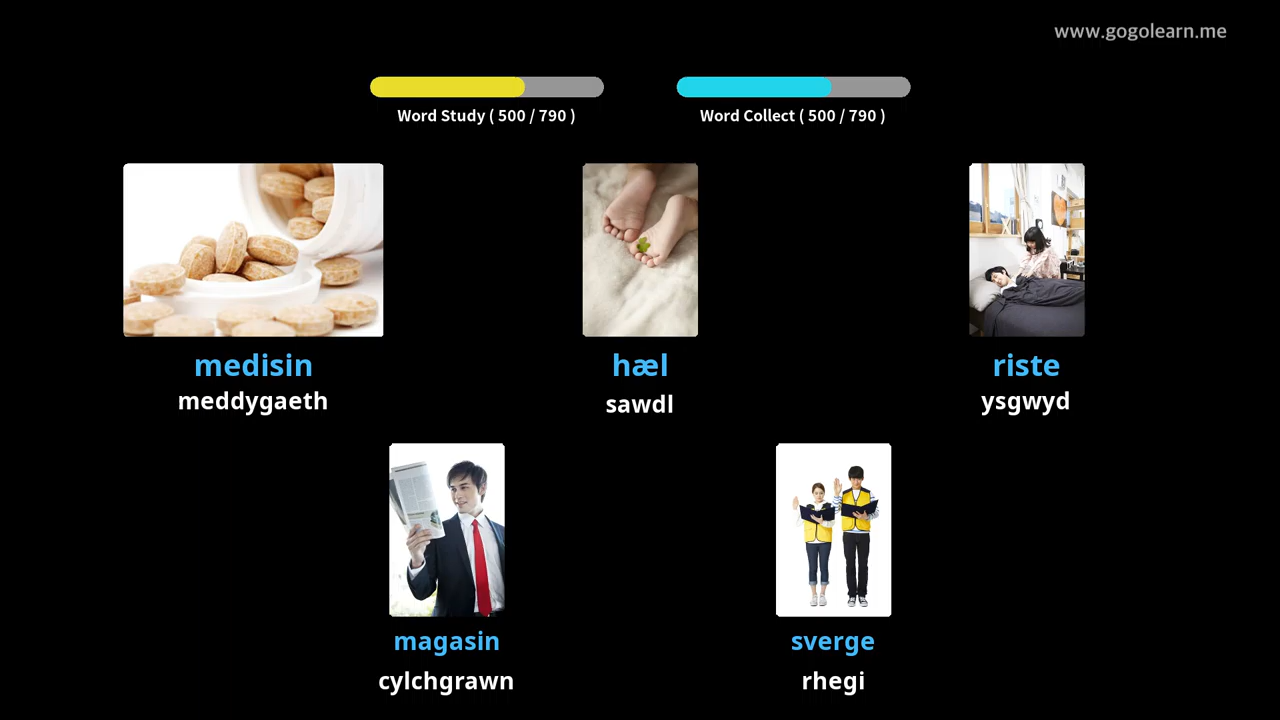 www.gogolearn.me
Word Study ( 500 / 790 )
Word Collect ( 500 / 790 )
medisin
meddygaeth
hæl
sawdl
riste
ysgwyd
magasin
cylchgrawn
sverge
rhegi